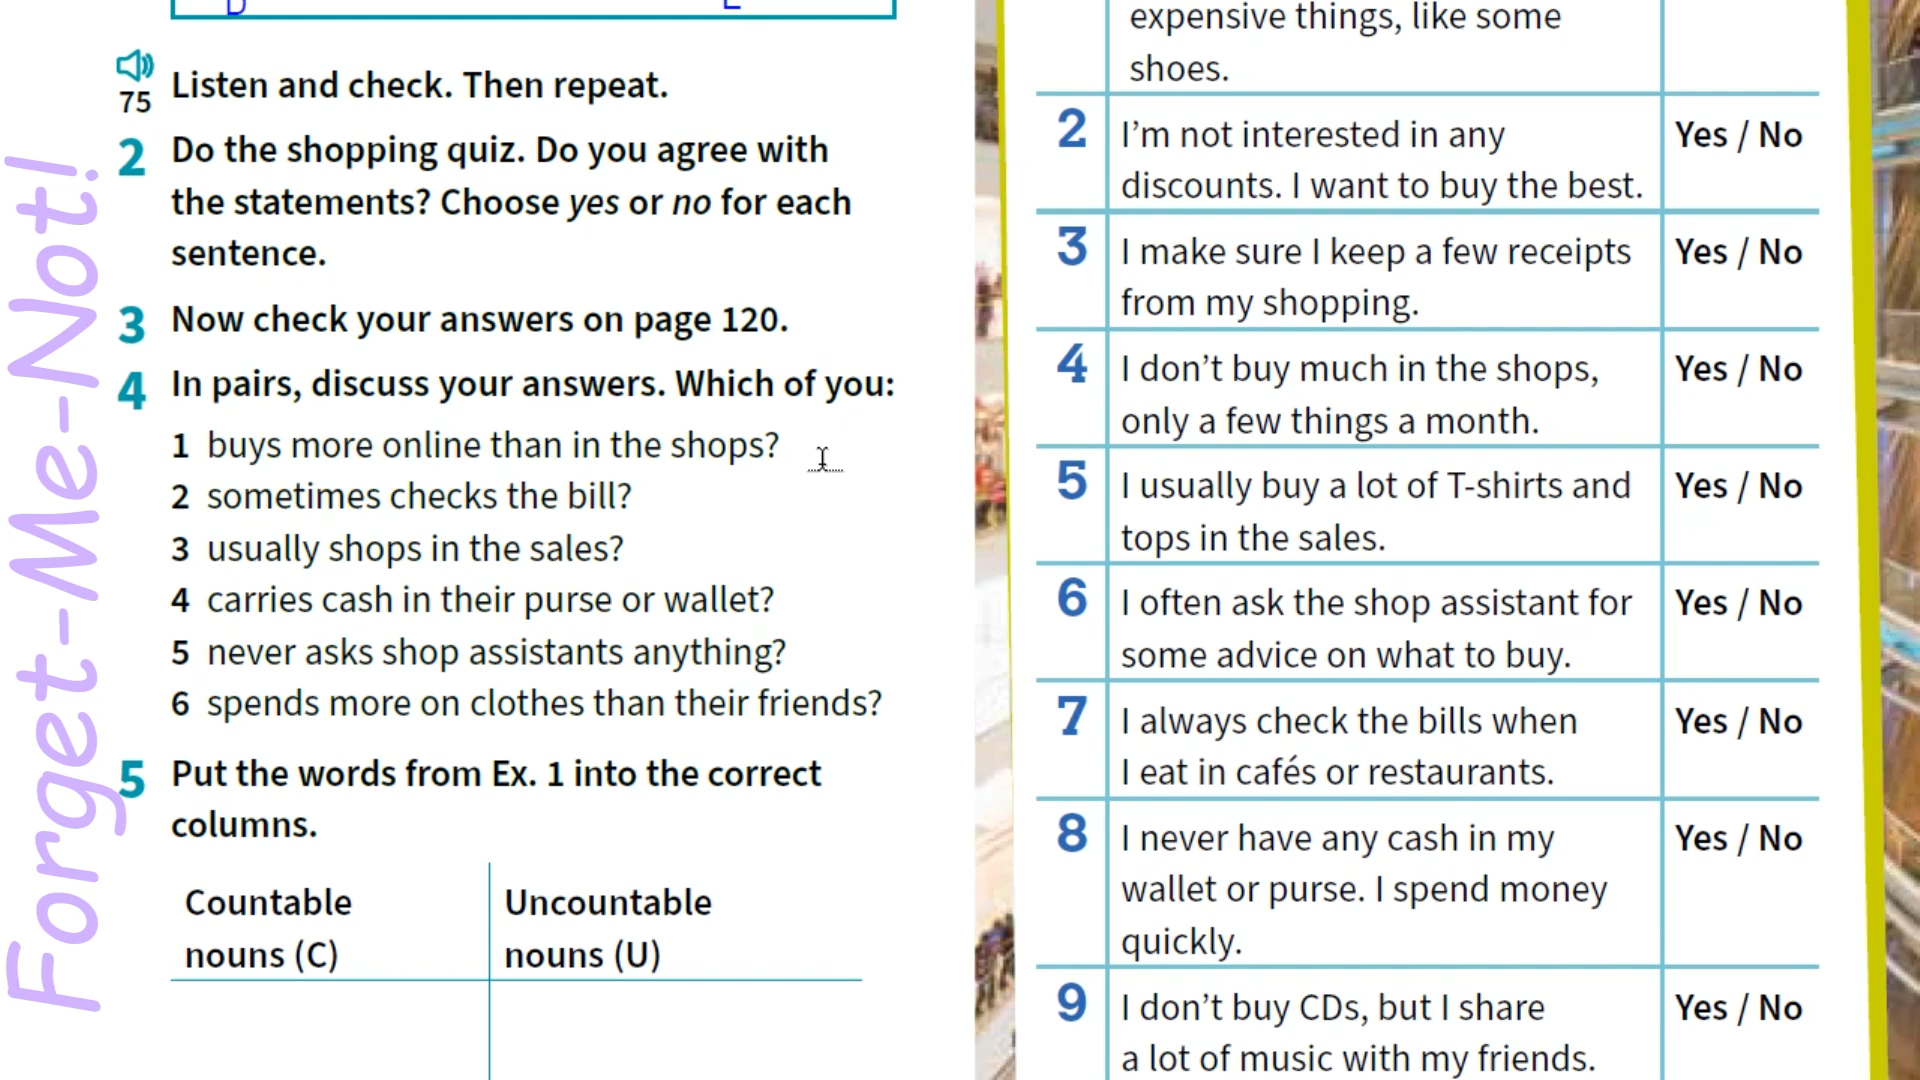 Forget-Me-Not!
75
Listen and check. Then repeat.
2 Do the shopping quiz. Do you agree with
the statements? Choose yes or no for each
sentence.
3 Now check your answers on page 120.
4 In pairs, discuss your answers. Which of you:
1 buys more online than in the shops?
2 sometimes checks the bill?
3 usually shops in the sales?
4 carries cash in their purse or wallet?
5 never asks shop assistants anything?
6 spends more on clothes than their friends?
5 Put the words from Ex. 1 into the correct
columns.
Countable
nouns (C)
Uncountable
nouns (U)
expensive things, like some
shoes.
2 I'm not interested in any Yes / No
discounts. I want to buy the best.
3 I make sure I keep a few receipts Yes / No
from my shopping.
4 I don't buy much in the shops, Yes / No
only a few things a month.
5 I usually buy a lot of T-shirts and Yes / No
tops in the sales.
6 I often ask the shop assistant for Yes / No
some advice on what to buy.
7 I always check the bills when Yes / No
I eat in cafés or restaurants.
8 I never have any cash in my Yes / No
wallet or purse. I spend money
quickly.
9 I don't buy CDs, but I share Yes / No
a lot of music with my friends.